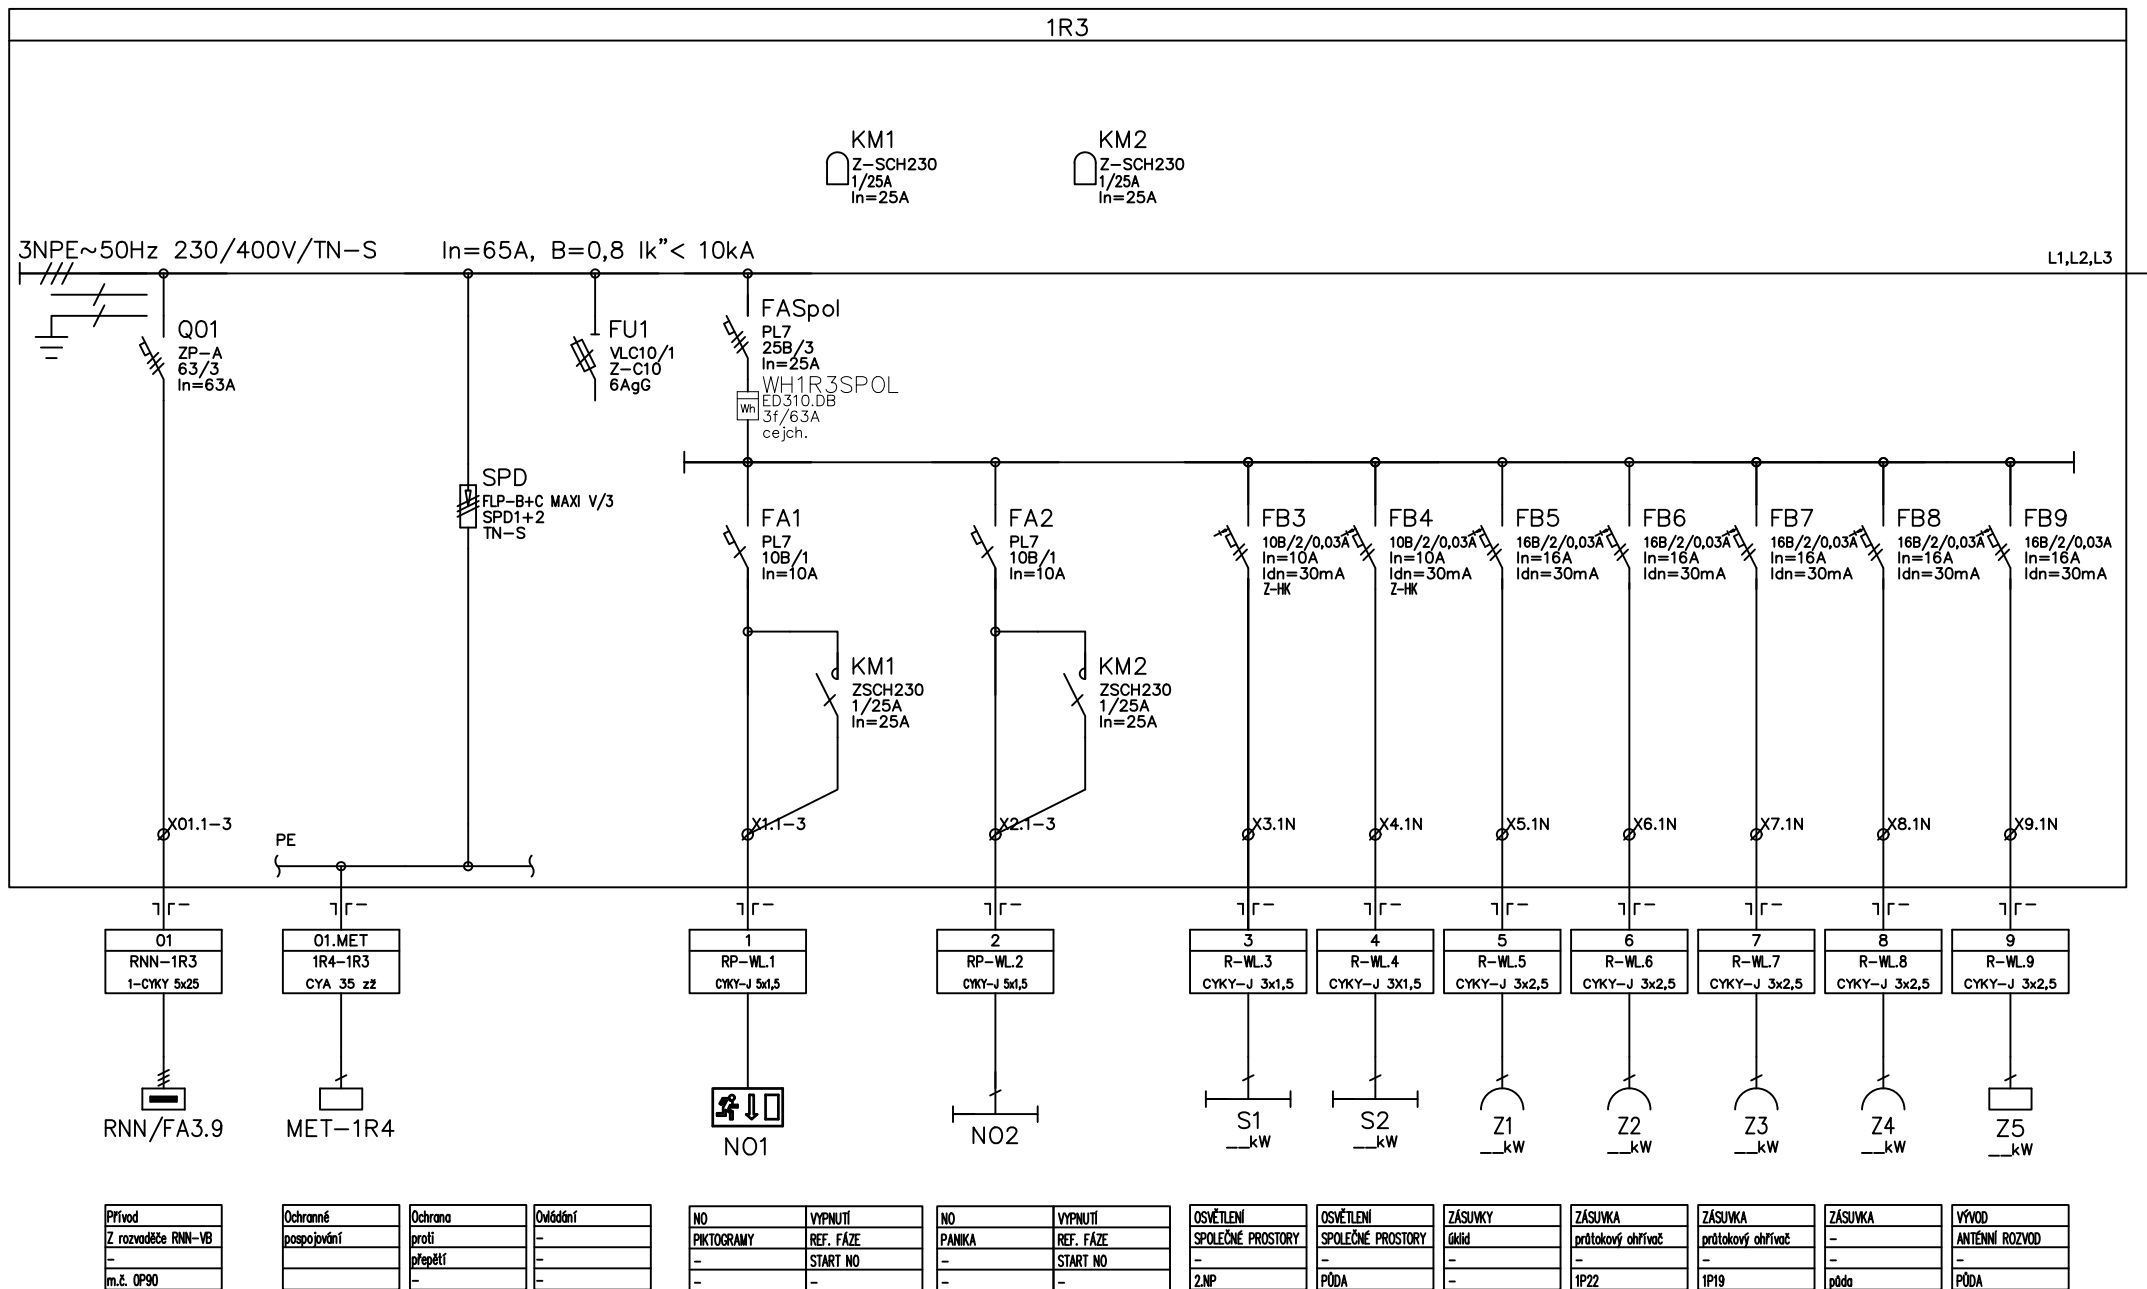 1R3
KM1
Z-SCH230
1/25A
In=25A
KM2
Z-SCH230
1/25A
In=25A
3NPE~50Hz 230/400V/TN-S
In=65A, B=0,8 Ik"< 10kA
L1,L2,L3
Q01
ZP-A
63/3
In=63A
FU1
VLC10/1
Z-C10
6AgG
FASpol
PL7
25B/3
In=25A
Wh
WH1R3SPOL
ED310.DB
3f/63A
cejch.
SPD
FLP-B+C MAXI V/3
SPD1+2
TN-S
FA1
PL7
10B/1
In=10A
FA2
PL7
10B/1
In=10A
FB3
10B/2/0,03A
In=10A
Idn=30mA
Z-HK
FB4
10B/2/0,03A
In=10A
Idn=30mA
Z-HK
FB5
16B/2/0,03A
In=16A
Idn=30mA
FB6
16B/2/0,03A
In=16A
Idn=30mA
FB7
16B/2/0,03A
In=16A
Idn=30mA
FB8
16B/2/0,03A
In=16A
Idn=30mA
FB9
16B/2/0,03A
In=16A
Idn=30mA
KM1
ZSCH230
1/25A
In=25A
KM2
ZSCH230
1/25A
In=25A
X01.1-3
PE
X1.1-3
X2.1-3
X3.1N
X4.1N
X5.1N
X6.1N
X7.1N
X8.1N
X9.1N
01
RNN-1R3
1-CYKY 5x25
01.MET
1R4-1R3
CYA 35 zž
1
RP-WL.1
CYKY-J 5x1,5
2
RP-WL.2
CYKY-J 5x1,5
3
R-WL.3
CYKY-J 3x1,5
4
R-WL.4
CYKY-J 3X1,5
5
R-WL.5
CYKY-J 3x2,5
6
R-WL.6
CYKY-J 3x2,5
7
R-WL.7
CYKY-J 3x2,5
8
R-WL.8
CYKY-J 3x2,5
9
R-WL.9
CYKY-J 3x2,5
RNN/FA3.9
MET-1R4
NO1
NO2
S1
__kW
S2
__kW
Z1
__kW
Z2
__kW
Z3
__kW
Z4
__kW
Z5
__kW
Přívod
Z rozvaděče RNN-VB
-
m.č. 0P90
Ochranné
pospojování
Ochrana
proti
přepětí
-
Ovládání
-
-
-
NO
PIKTOGRAMY
-
-
VYPNUTÍ
REF. FÁZE
START NO
-
NO
PANIKA
-
-
VYPNUTÍ
REF. FÁZE
START NO
-
OSVĚTLENÍ
SPOLEČNÉ PROSTORY
-
2.NP
OSVĚTLENÍ
SPOLEČNÉ PROSTORY
-
PŮDA
ZÁSUVKY
úklid
-
-
ZÁSUVKA
průtokový ohřívač
-
1P22
ZÁSUVKA
průtokový ohřívač
-
1P19
ZÁSUVKA
-
-
půda
VÝVOD
ANTÉNNÍ ROZVOD
-
PŮDA